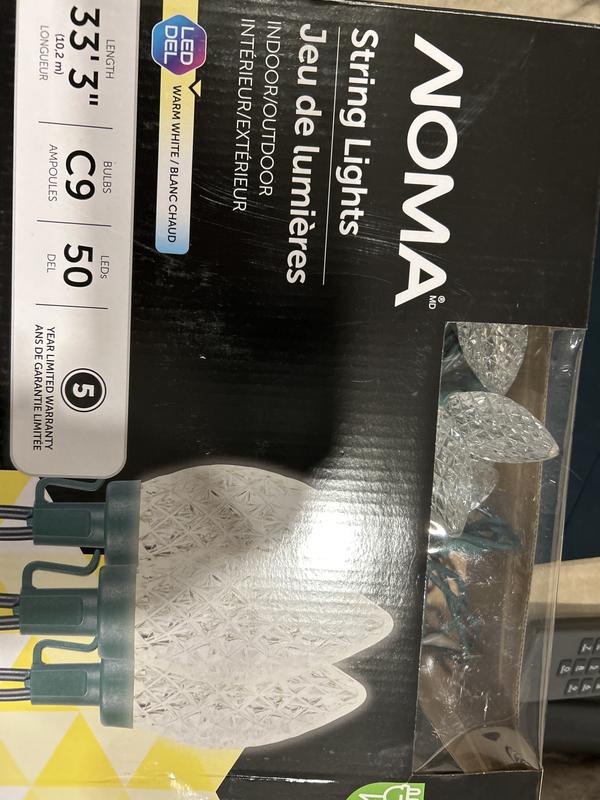 NOMA®MD
String Lights
Jeu de lumières
INDOOR/OUTDOOR
INTÉRIEUR/EXTÉRIEUR
LED
DEL
WARM WHITE / BLANC CHAUD
LENGTH
33' 3"
(10,2 m)
LONGUEUR
BULBS
C9
AMPOULES
LEDs
50
DEL
5
YEAR LIMITED WARRANTY
ANS DE GARANTIE LIMITÉE